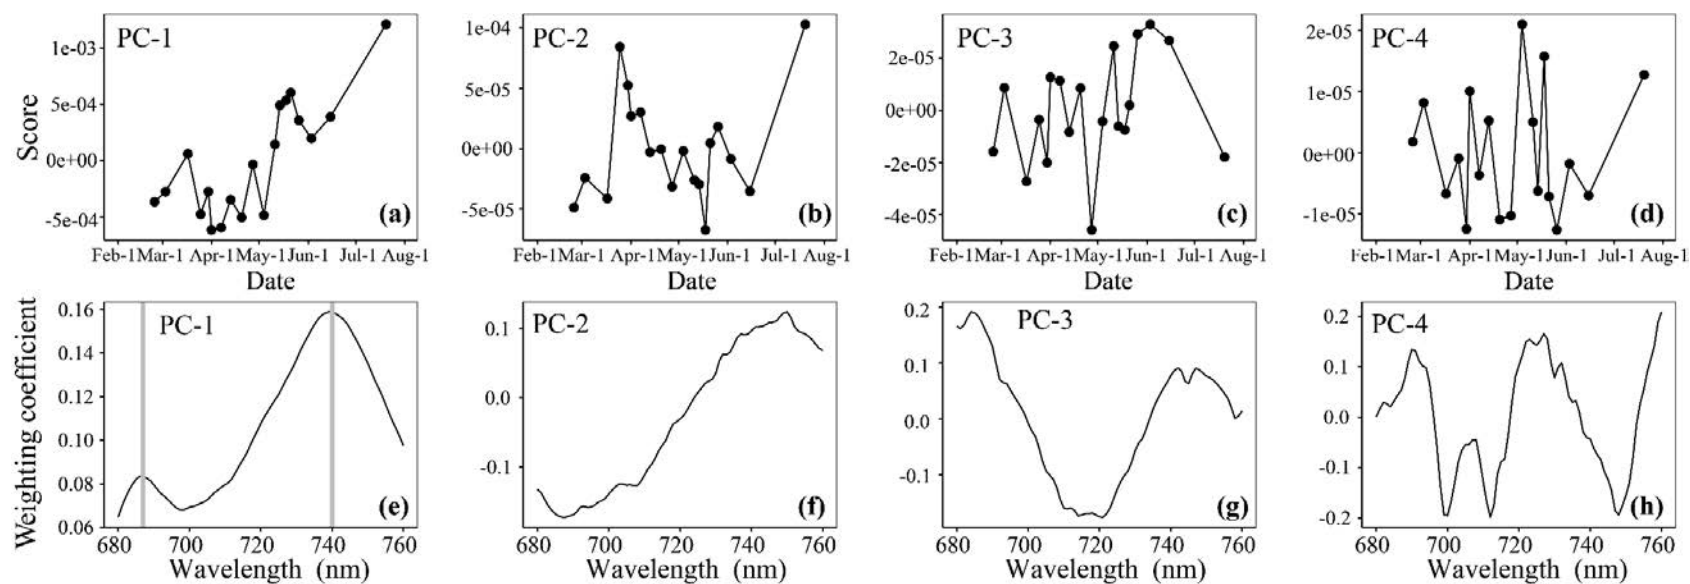 PC-1
1e-03
5e-04
0e+00
-5e-04
Score
(a)
Feb-1 Mar-1 Apr-1 May-1 Jun-1 Jul-1 Aug-1
Date
PC-2
1e-04
5e-05
0e+00
-5e-05
(b)
Feb-1 Mar-1 Apr-1 May-1 Jun-1 Jul-1 Aug-1
Date
PC-3
2e-05
0e+00
-2e-05
-4e-05
(c)
Feb-1 Mar-1 Apr-1 May-1 Jun-1 Jul-1 Aug-1
Date
PC-4
2e-05
1e-05
0e+00
-1e-05
(d)
Feb-1 Mar-1 Apr-1 May-1 Jun-1 Jul-1 Aug-1
Date
PC-1
0.16
0.14
0.12
0.10
0.08
0.06
Weighting coefficient
(e)
680 700 720 740 760
Wavelength (nm)
PC-2
0.1
0.0
-0.1
(f)
680 700 720 740 760
Wavelength (nm)
PC-3
0.2
0.1
0.0
-0.1
(g)
680 700 720 740 760
Wavelength (nm)
PC-4
0.2
0.1
0.0
-0.1
-0.2
(h)
680 700 720 740 760
Wavelength (nm)